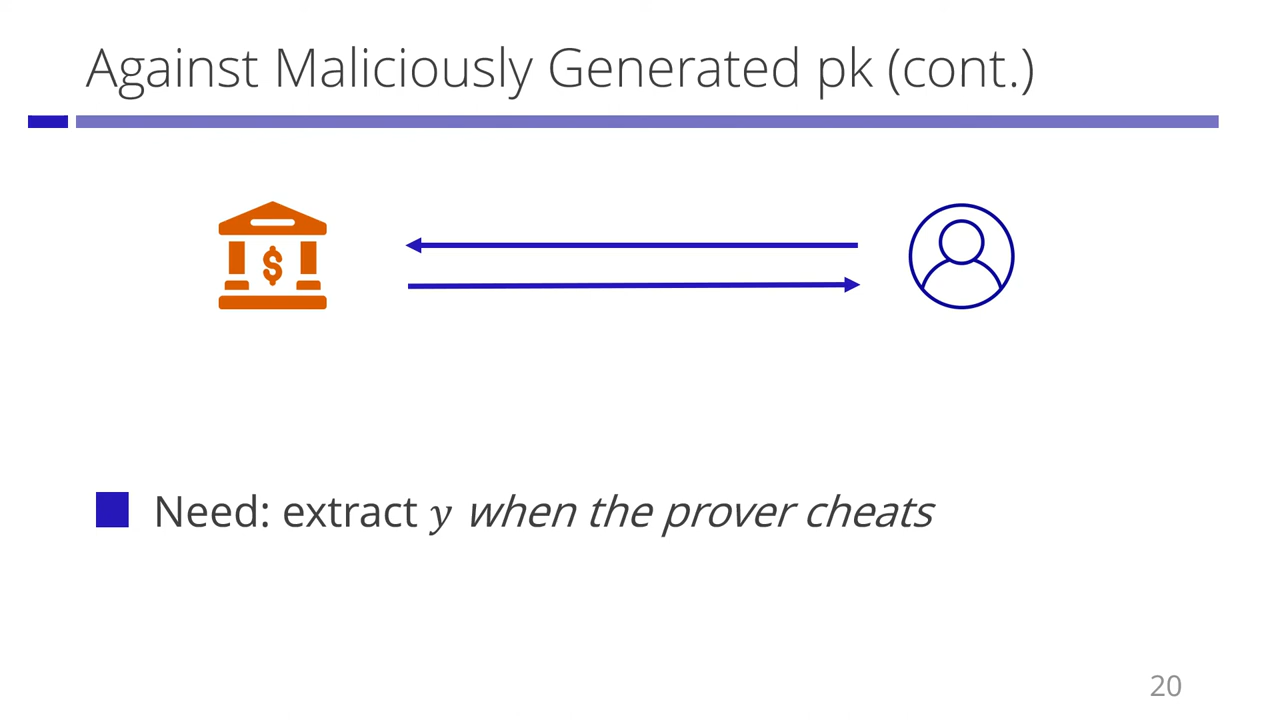 Against Maliciously Generated pk (cont.)
$
Need: extract y when the prover cheats
20